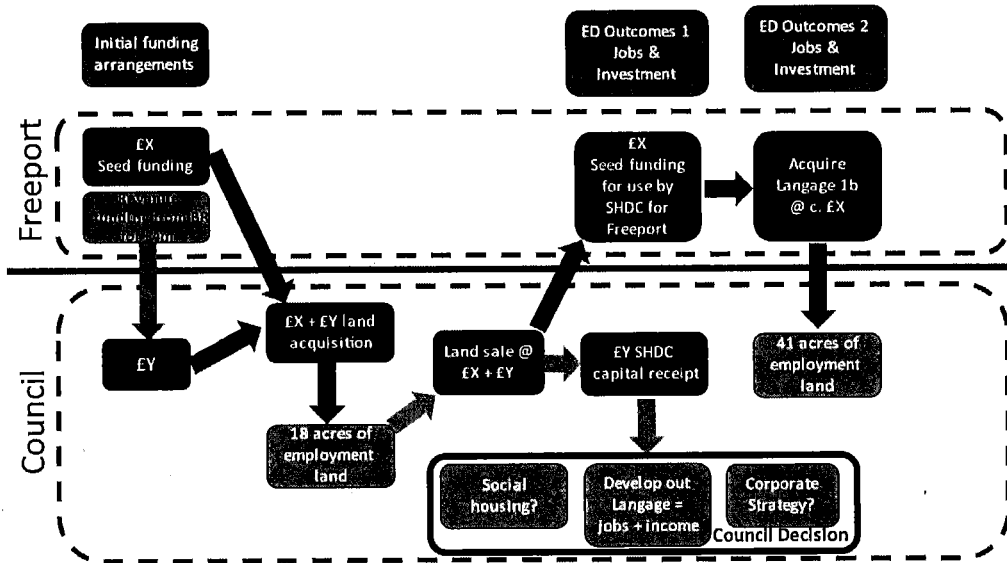 Initial funding
arrangements
ED Outcomes 1
Jobs &
Investment
ED Outcomes 2
Jobs &
Investment
Freeport
£X
Seed funding
£X
Seed funding
for use by
SHDC for
Freeport
Acquire
Langage 1b
@ c. £X
Council
£Y
£X + £Y land
acquisition
18 acres of
employment
land
Land sale @
£X + £Y
£Y SHDC
capital receipt
41 acres of
employment
land
Social
housing?
Develop out
Langage =
jobs + income
Corporate
Strategy?
Council Decision